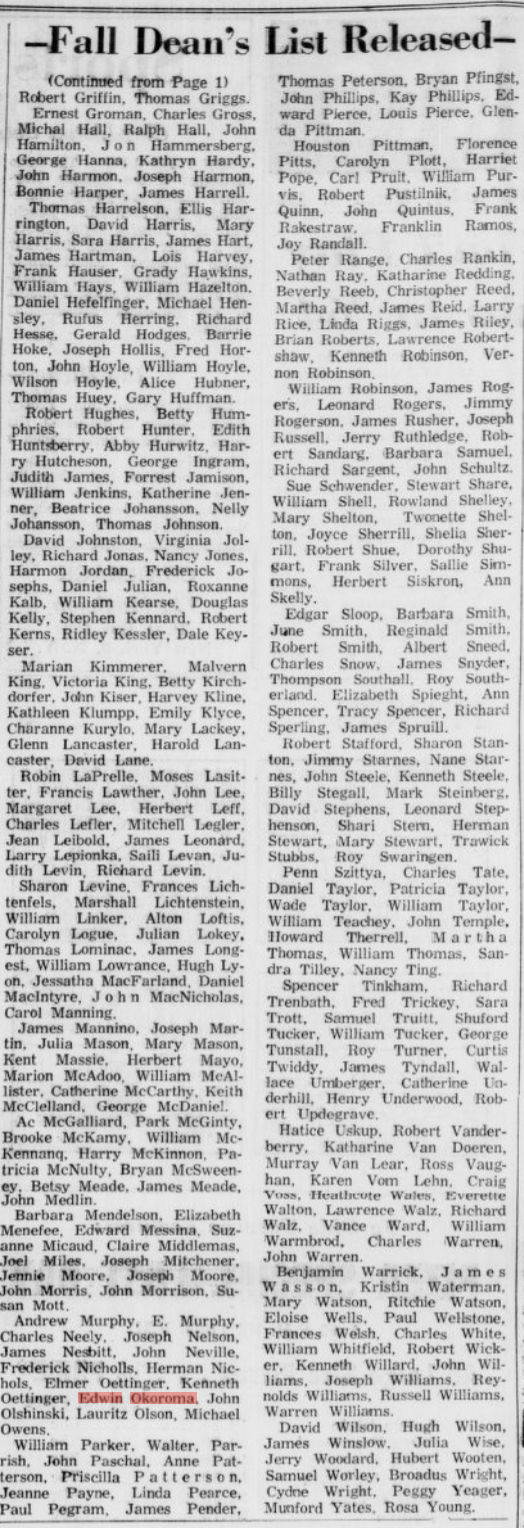 —Fall Dean's List Released—
(Continued from Page 1)
Robert Griffin, Thomas Griggs.
Ernest Groman, Charles Gross,
Michal Hall, Ralph Hall, John
Hamilton, Jon Hammersberg,
George Hanna, Kathryn Hardy,
John Harmon, Joseph Harmon,
Bonnie Harper, James Harrell.
Thomas Harrelson, Ellis Har-
rington, David Harris, Mary
Harris, Sara Harris, James Hart,
James Hartman, Lois Harvey,
Frank Hauser, Grady Hawkins,
William Hays, William Hazelton.
Daniel Hefelfinger, Michael Hen-
sley, Rufus Herring, Richard
Hesse, Gerald Hodges, Barrie
Hoke, Joseph Hollis, Fred Hor-
ton, John Hoyle, William Hoyle,
Wilson Hoyle, Alice Hubner,
Thomas Huey, Gary Huffman.
Robert Hughes, Betty Hum-
phries, Robert Hunter, Edith
Huntsberry, Abby Hurwitz, Har-
ry Hutcheson, George Ingram,
Judith James, Forrest Jamison,
William Jenkins, Katherine Jen-
ner, Beatrice Johansson, Nelly
Johansson, Thomas Johnson.
David Johnston, Virginia Jol-
ley, Richard Jonas, Nancy Jones,
Harmon Jordan, Frederick Jo-
sephs, Daniel Julian, Roxanne
Kalb, William Kearse, Douglas
Kelly, Stephen Kennard, Robert
Kerns, Ridley Kessler, Dale Key-
ser.
Marian Kimmerer, Malvern
King, Victoria King, Betty Kirch-
dorfer, John Kiser, Harvey Kline,
Kathleen Klumpp, Emily Klyce,
Charanne Kurylo, Mary Lackey,
Glenn Lancaster, Harold Lan-
caster, David Lane.
Robin LaPrelle, Moses Lasit-
ter, Francis Lawther, John Lee,
Margaret Lee, Herbert Leff,
Charles Lefler, Mitchell Legler,
Jean Leibold, James Leonard,
Larry Lepionka, Saili Levan, Ju-
dith Levin, Richard Levin.
Sharon Levine, Frances Lich-
tenfels, Marshall Lichtenstein,
William Linker, Alton Loftis,
Carolyn Logue, Julian Lokey,
Thomas Lominac, James Long-
est, William Lowrance, Hugh Ly-
on, Jessatha MacFarland, Daniel
MacIntyre, John MacNicholas,
Carol Manning.
James Mannino, Joseph Mar-
tin, Julia Mason, Mary Mason,
Kent Massie, Herbert Mayo,
Marion McAdoo, William McAl-
lister, Catherine McCarthy, Keith
McClelland, George McDaniel.
Ac McGalliard, Park McGinty,
Brooke McKamy, William Mc-
Kennanq, Harry McKinnon, Pa-
tricia McNulty, Bryan McSween-
ey, Betsy Meade, James Meade,
John Medlin.
Barbara Mendelson, Elizabeth
Menefee, Edward Messina, Suz-
anne Micaud, Claire Middlemas,
Joel Miles, Joseph Mitchener,
Jennie Moore, Joseph Moore,
John Morris, John Morrison, Su-
san Mott.
Andrew Murphy, E. Murphy,
Charles Neely, Joseph Nelson,
James Nesbitt, John Neville,
Frederick Nicholls, Herman Nic-
hols, Elmer Oettinger, Kenneth
Oettinger, Edwin Okoroma, John
Olshinski, Lauritz Olson, Michael
Owens.
William Parker, Walter, Par-
rish, John Paschal, Anne Pat-
terson, Priscilla Patterson,
Jeanne Payne, Linda Pearce,
Paul Pegram, James Pender,
Thomas Peterson, Bryan Pfingst,
John Phillips, Kay Phillips, Ed-
ward Pierce, Louis Pierce, Glen-
da Pittman.
Houston Pittman, Florence
Pitts, Carolyn Plott, Harriet
Pope, Carl Pruit, William Pur-
vis, Robert Pustilnik, James
Quinn, John Quintus, Frank
Rakestraw, Franklin Ramos,
Joy Randall.
Peter Range, Charles Rankin,
Nathan Ray, Katharine Redding,
Beverly Reeb, Christopher Reed,
Martha Reed, James Reid, Larry
Rice, Linda Riggs, James Riley,
Brian Roberts, Lawrence Robert-
shaw, Kenneth Robinson, Ver-
non Robinson.
William Robinson, James Rog-
ers, Leonard Rogers, Jimmy
Rogerson, James Rusher, Joseph
Russell, Jerry Ruthledge, Rob-
ert Sandarg, Barbara Samuel,
Richard Sargent, John Schultz.
Sue Schwender, Stewart Share,
William Shell, Rowland Shelley,
Mary Shelton, Twonette Shel-
ton, Joyce Sherrill, Shelia Sher-
rill, Robert Shue, Dorothy Shu-
gart, Frank Silver, Sallie Sim-
mons, Herbert Siskron, Ann
Skelly.
Edgar Sloop, Barbara Smith,
June Smith, Reginald Smith,
Robert Smith, Albert Sneed,
Charles Snow, James Snyder,
Thompson Southall, Roy South-
erland, Elizabeth Spieght, Ann
Spencer, Tracy Spencer, Richard
Sperling, James Spruill.
Robert Stafford, Sharon Stan-
ton, Jimmy Starnes, Nane Star-
nes, John Steele, Kenneth Steele,
Billy Stegall, Mark Steinberg,
David Stephens, Leonard Step-
henson, Shari Stern, Herman
Stewart, Mary Stewart, Trawick
Stubbs, Roy Swaringen.
Penn Szittya, Charles Tate,
Daniel Taylor, Patricia Taylor,
Wade Taylor, William Taylor,
William Teachey, John Temple,
Howard Therrell, Martha
Thomas, William Thomas, San-
dra Tilley, Nancy Ting.
Spencer Tinkham, Richard
Trenbath, Fred Trickey, Sara
Trott, Samuel Truitt, Shuford
Tucker, William Tucker, George
Tunstall, Roy Turner, Curtis
Twiddy, James Tyndall, Wal-
lace Umberger, Catherine Un-
derhill, Henry Underwood, Rob-
ert Updegrave.
Hatice Uskup, Robert Vander-
berry, Katharine Van Doeren,
Murray Van Lear, Ross Vaug-
han, Karen Vom Lehn, Craig
Voss, Heathcote Wales, Everette
Walton, Lawrence Walz, Richard
Walz, Vance Ward, William
Warmbrod, Charles Warren,
John Warren.
Benjamin Warrick, James
Wasson, Kristin Waterman,
Mary Watson, Ritchie Watson,
Eloise Wells, Paul Wellstone,
Frances Welsh, Charles White,
William Whitfield, Robert Wick-
er, Kenneth Willard, John Wil-
liams, Joseph Williams, Rey-
nolds Williams, Russell Williams,
Warren Williams.
David Wilson, Hugh Wilson,
James Winslow, Julia Wise,
Jerry Woodard, Hubert Wooten,
Samuel Worley, Broadus Wright,
Cydne Wright, Peggy Yeager,
Munford Yates, Rosa Young.